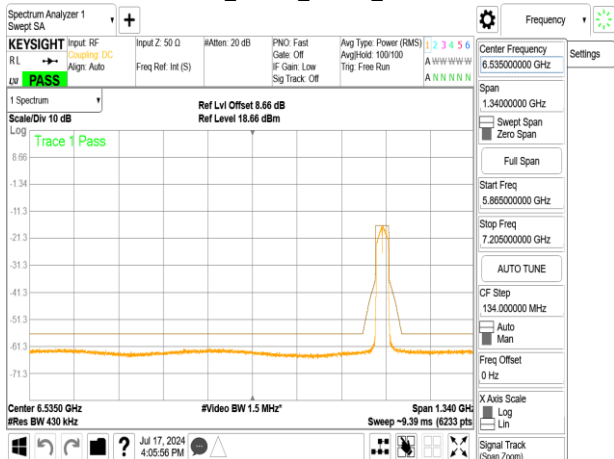 Spectrum Analyzer 1
Swept SA
+
Frequency
KEYSIGHT
Input: RF
Coupling: DC
Align: Auto
RL
LXI
PASS
Input Z: 50 Ω
Freq Ref: Int (S)
#Atten: 20 dB
PNO: Fast
Gate: Off
IF Gain: Low
Sig Track: Off
Avg Type: Power (RMS)
Avg|Hold: 100/100
Trig: Free Run
1 2 3 4 5 6
A W W W W W
A N N N N N
1 Spectrum
Scale/Div 10 dB
Ref Lvl Offset 8.66 dB
Ref Level 18.66 dBm
Log
Trace 1 Pass
8.66
-1.34
-11.3
-21.3
-31.3
-41.3
-51.3
-61.3
-71.3
Center 6.5350 GHz
#Res BW 430 kHz
#Video BW 1.5 MHz*
Span 1.340 GHz
Sweep ~9.39 ms (6233 pts
Jul 17, 2024
4:05:56 PM
?
Center Frequency
6.535000000 GHz
Settings
Span
1.34000000 GHz
Swept Span
Zero Span
Full Span
Start Freq
5.865000000 GHz
Stop Freq
7.205000000 GHz
AUTO TUNE
CF Step
134.000000 MHz
Auto
Man
Freq Offset
0 Hz
X Axis Scale
Log
Lin
Signal Track
(Span Zoom)